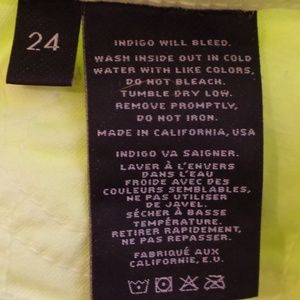 24
INDIGO WILL BLEED.
WASH INSIDE OUT IN COLD
WATER WITH LIKE COLORS,
DO NOT BLEACH.
TUMBLE DRY LOW.
REMOVE PROMPTLY,
DO NOT IRON.
MADE IN CALIFORNIA, USA
INDIGO VA SAIGNER.
LAVER À L'ENVERS
DANS L'EAU
FROIDE AVEC DES
COULEURS SEMBLABLES,
NE PAS UTILISER
DE JAVEL.
SÉCHER À BASSE
TEMPÉRATURE.
RETIRER RAPIDEMENT,
NE PAS REPASSER.
FABRIQUÉ AUX
CALIFORNIE, E.U.